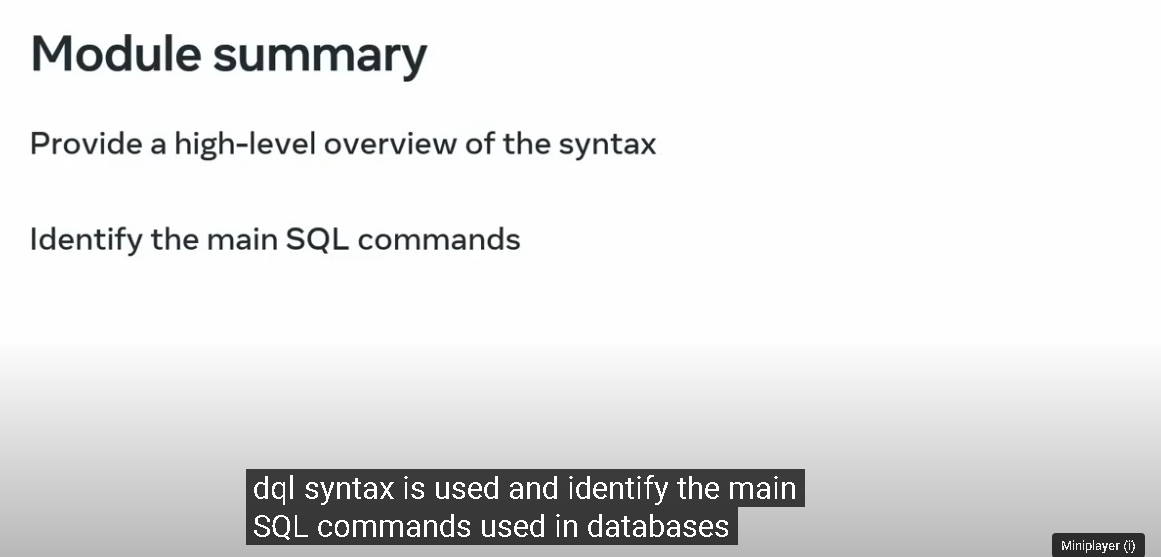 Module summary
Provide a high-level overview of the syntax
Identify the main SQL commands
dql syntax is used and identify the main
SQL commands used in databases
Miniplayer (i)